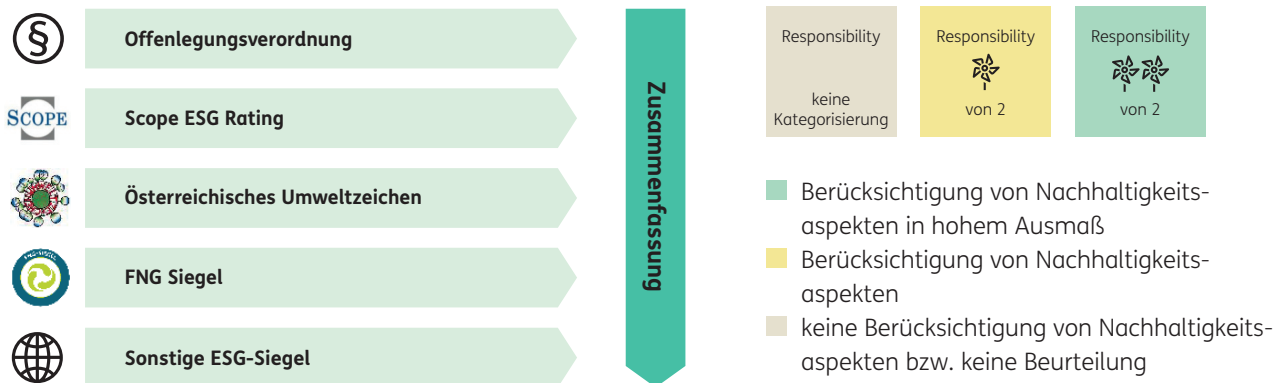 §
Offenlegungsverordnung
SCOPE
Scope ESG Rating
Österreichisches Umweltzeichen
FNG Siegel
Sonstige ESG-Siegel
Zusammenfassung
Responsibility
keine
Kategorisierung
Responsibility
von 2
Responsibility
von 2
Berücksichtigung von Nachhaltigkeits-
aspekten in hohem Ausmaß
Berücksichtigung von Nachhaltigkeits-
aspekten
keine Berücksichtigung von Nachhaltigkeits-
aspekten bzw. keine Beurteilung